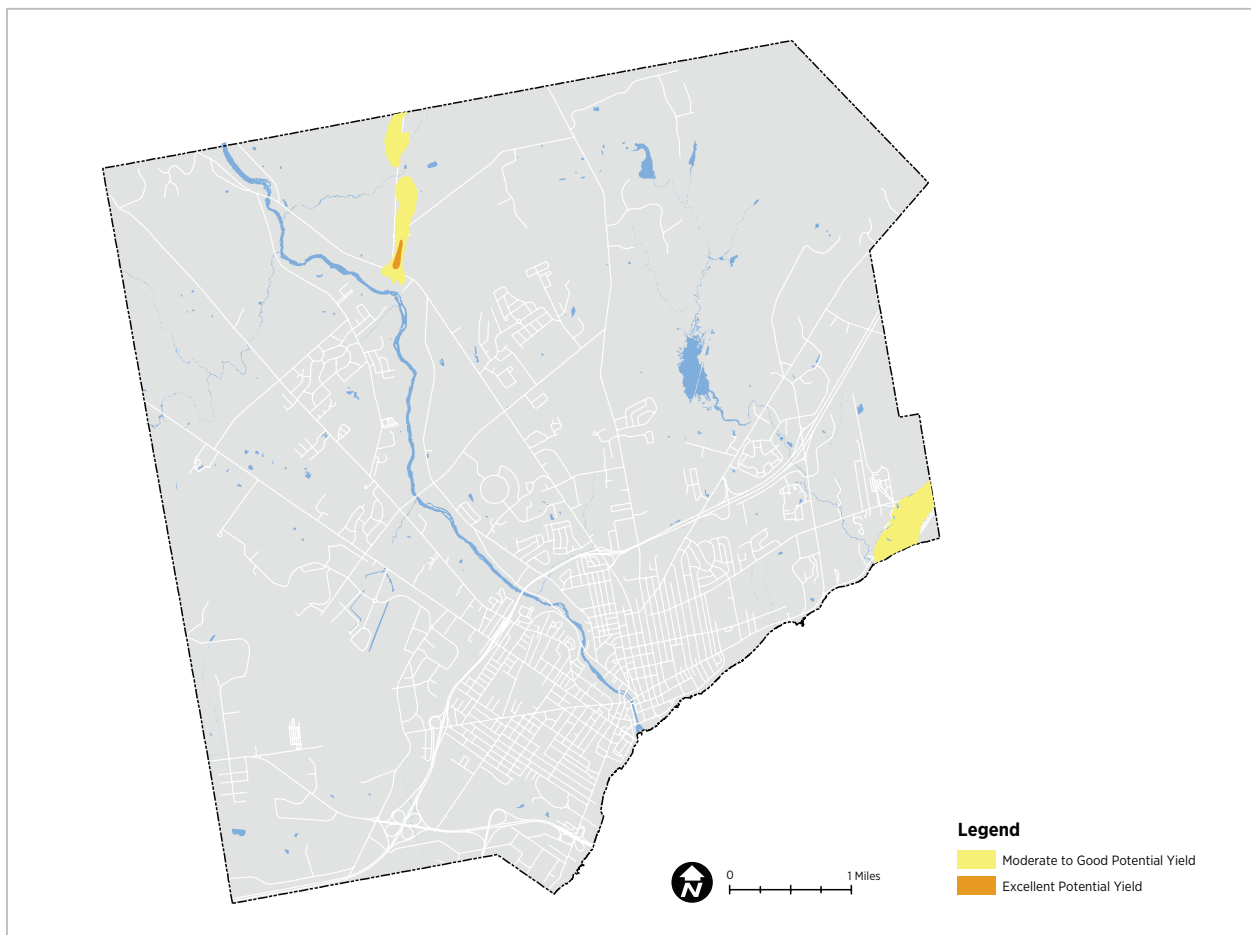 Legend
Moderate to Good Potential Yield
Excellent Potential Yield
N
0 1 Miles